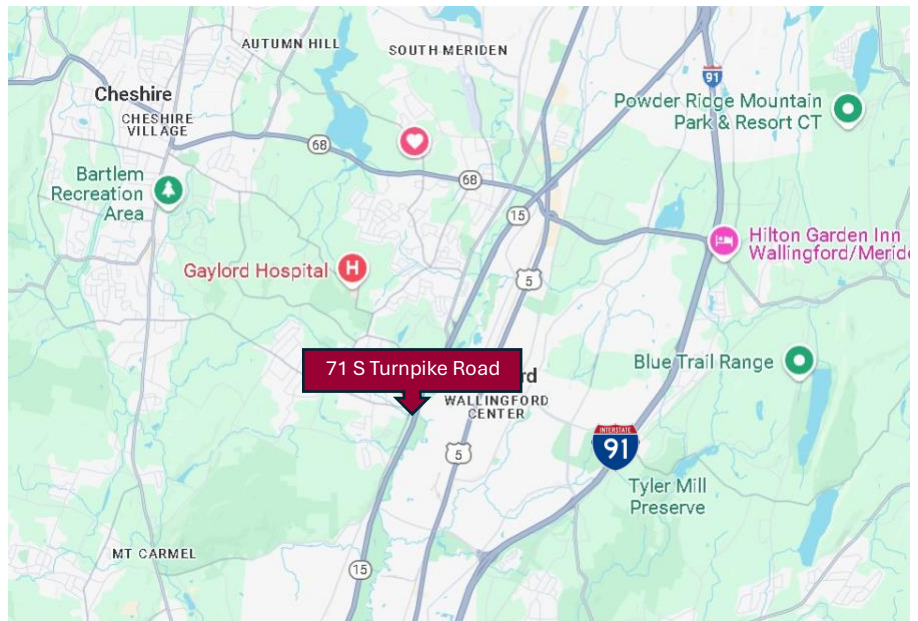 AUTUMN HILL
SOUTH MERIDEN
91
Cheshire
CHESHIRE
VILLAGE
Powder Ridge Mountain
Park & Resort CT
68
68
Bartlem
Recreation
Area
15
Hilton Garden Inn
Wallingford/Meride
Gaylord Hospital
H
5
71 S Turnpike Road
rd
WALLINGFORD
CENTER
Blue Trail Range
5
INTERSTATE
91
Tyler Mill
Preserve
MT CARMEL
15